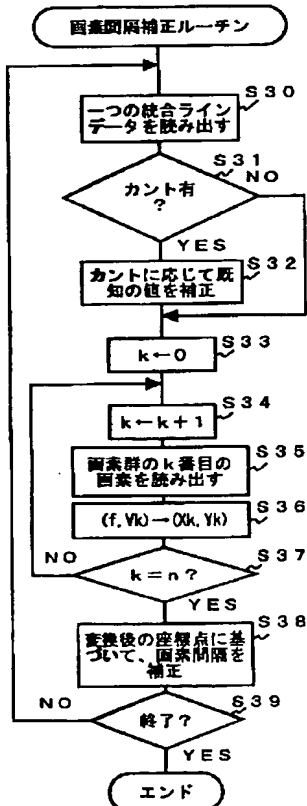 画素間隔補正ルーチン
S30
一つの統合ライン
データを読み出す
S31
カント有
?
NO
YES
S32
カントに応じて既
知の値を補正
S33
k←0
S34
k←k+1
S35
画素群のk番目の
画素を読み出す
S36
(f,Vk)→(Xk,Yk)
S37
k=n?
NO
YES
S38
変換後の座標点に基
づいて、画素間隔を
補正
S39
終了?
NO
YES
エンド